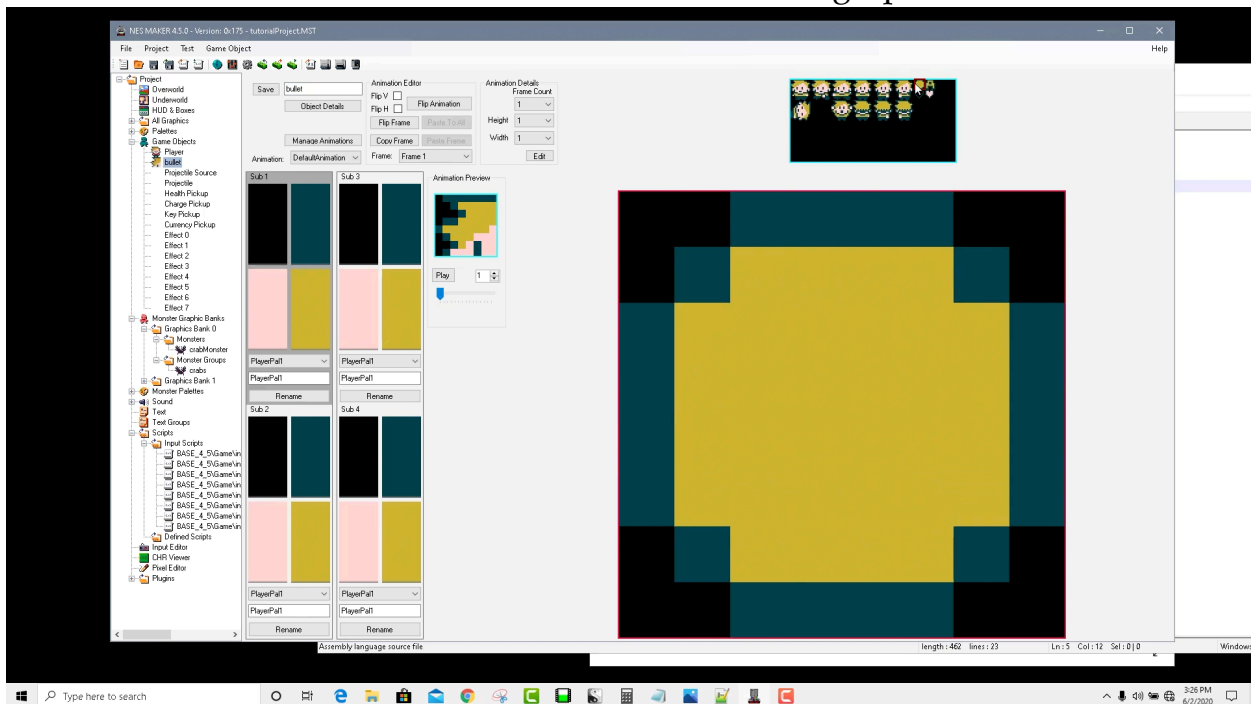 NES MAKER 4.5.0 - Version: 0x175 - tutorialProject.MST
File Project Test Game Object Help
Project
Overworld
Underworld
HUD & Boxes
All Graphics
Palettes
Game Objects
Player
bullet
Projectile Source
Projectile
Health Pickup
Charge Pickup
Key Pickup
Currency Pickup
Effect 0
Effect 1
Effect 2
Effect 3
Effect 4
Effect 5
Effect 6
Effect 7
Monster Graphic Banks
Graphics Bank 0
Monsters
crabMonster
Monster Groups
crabs
Graphics Bank 1
Monster Palettes
Sound
Text
Text Groups
Scripts
Input Scripts
BASE_4_5\Game\in
BASE_4_5\Game\in
BASE_4_5\Game\in
BASE_4_5\Game\in
BASE_4_5\Game\in
BASE_4_5\Game\in
BASE_4_5\Game\in
BASE_4_5\Game\in
Defined Scripts
Input Editor
CHR Viewer
Pixel Editor
Plugins
Save bullet
Object Details
Manage Animations
Animation: DefaultAnimation
Animation Editor
Flip V
Flip H Flip Animation
Flip Frame Paste To All
Copy Frame Paste Frame
Frame: Frame 1
Animation Details
Frame Count
1
Height 1
Width 1
Edit
Sub 1
PlayerPal1
PlayerPal1
Rename
Sub 3
PlayerPal1
PlayerPal1
Rename
Sub 2
PlayerPal1
PlayerPal1
Rename
Sub 4
PlayerPal1
PlayerPal1
Rename
Animation Preview
Play 1
Assembly language source file length : 462 lines : 23 Ln : 5 Col : 12 Sel : 0 | 0 Windows
Type here to search
3:26 PM
6/2/2020